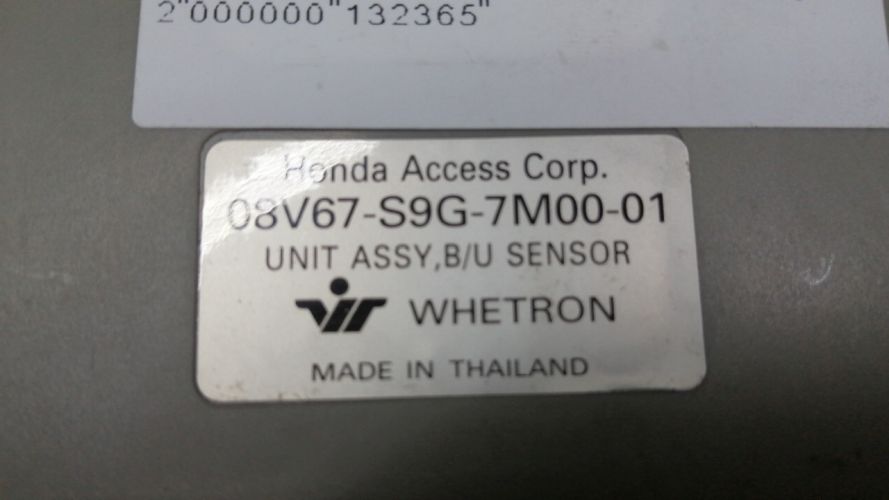 2"000000"132365"
Honda Access Corp.
08V67-S9G-7M00-01
UNIT ASSY,B/U SENSOR
WHETRON
MADE IN THAILAND